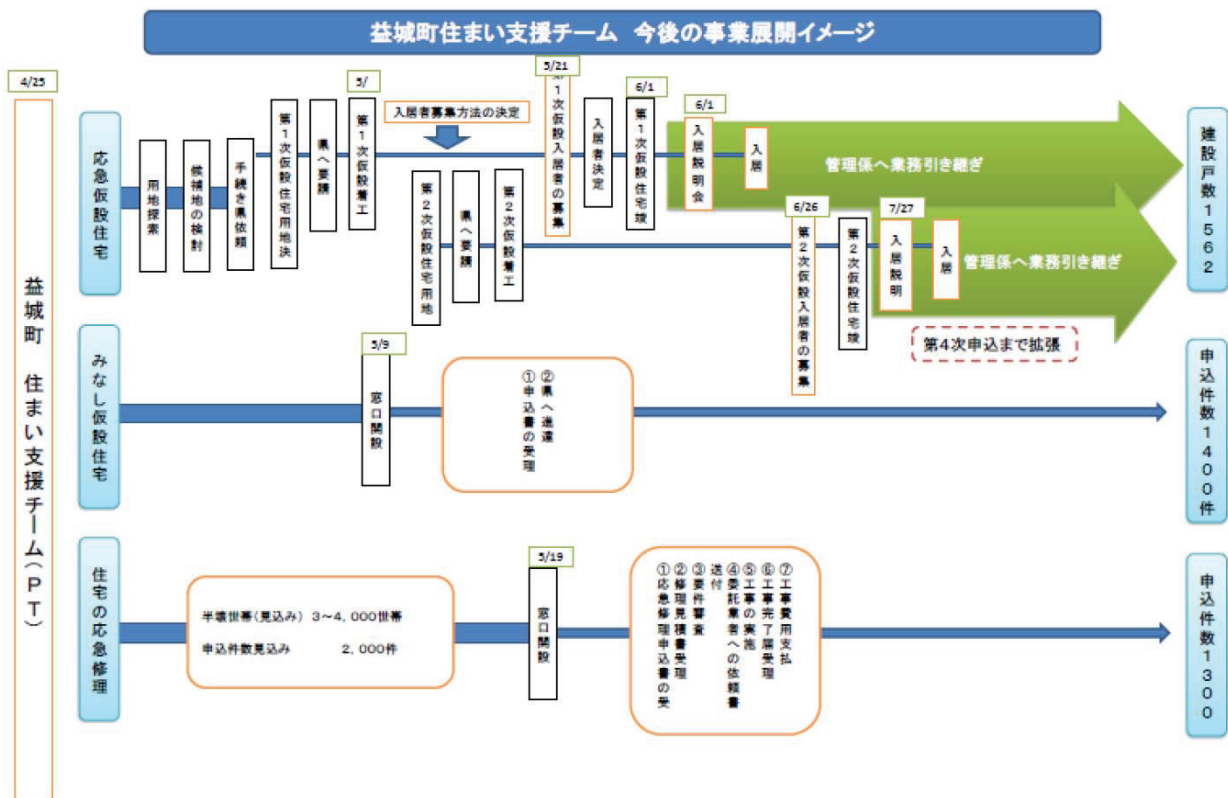 益城町住まい支援チーム 今後の事業展開イメージ
4/25
益城町 住まい支援チーム(PT)
応急仮設住宅
用地探索
候補地の検討
手続き県依頼
第1次仮設住宅用地決
県へ要請
5/
第1次仮設着工
入居者募集方法の決定
第2次仮設住宅用地
県へ要請
第2次仮設着工
5/21
第1次仮設入居者の募集
入居者決定
6/1
第1次仮設住宅竣
6/1
入居説明会
入居
管理係へ業務引き継ぎ
6/26
第2次仮設入居者の募集
第2次仮設住宅竣
7/27
入居説明
入居
管理係へ業務引き継ぎ
第4次申込まで拡張
建設戸数1562
みなし仮設住宅
5/9
窓口開設
①申込書の受理
②県へ進達
申込件数1400件
住宅の応急修理
半壊世帯(見込み) 3~4,000世帯
申込件数見込み 2,000件
5/19
窓口開設
①応急修理申込書の受
②修理見積書受理
③要件審査
④委託業者への依頼書
送付
⑤工事の実施
⑥工事完了届受理
⑦工事費用支払
申込件数1300